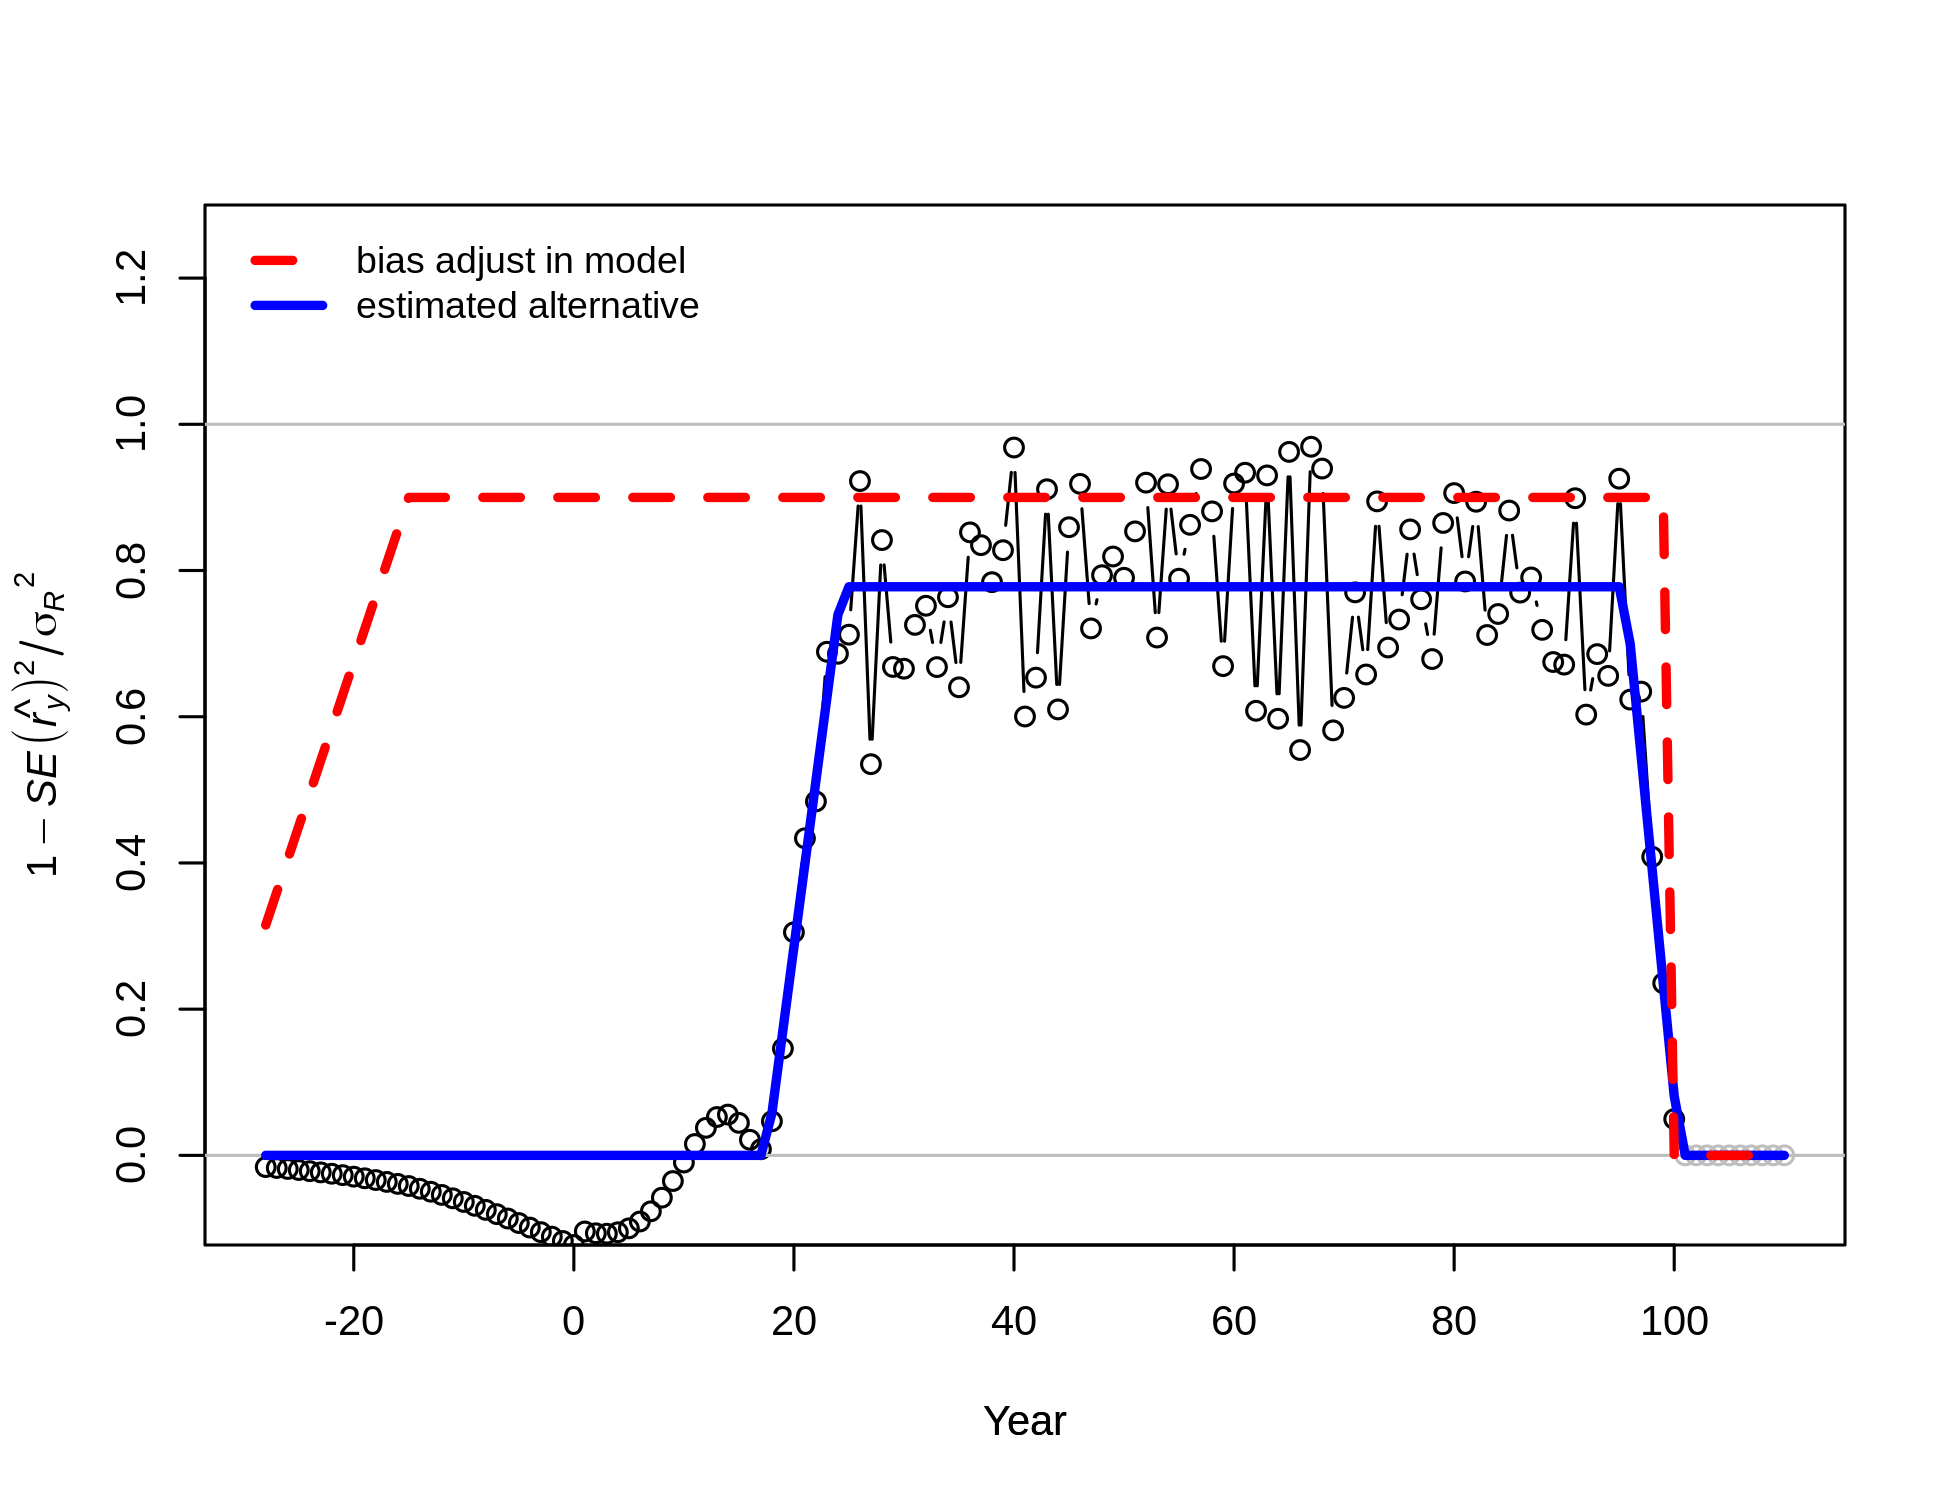 bias adjust in model
estimated alternative
1.2
1.0
0.8
0.6
0.4
0.2
0.0
1 − SE(r̂y)² / σR²
-20 0 20 40 60 80 100
Year